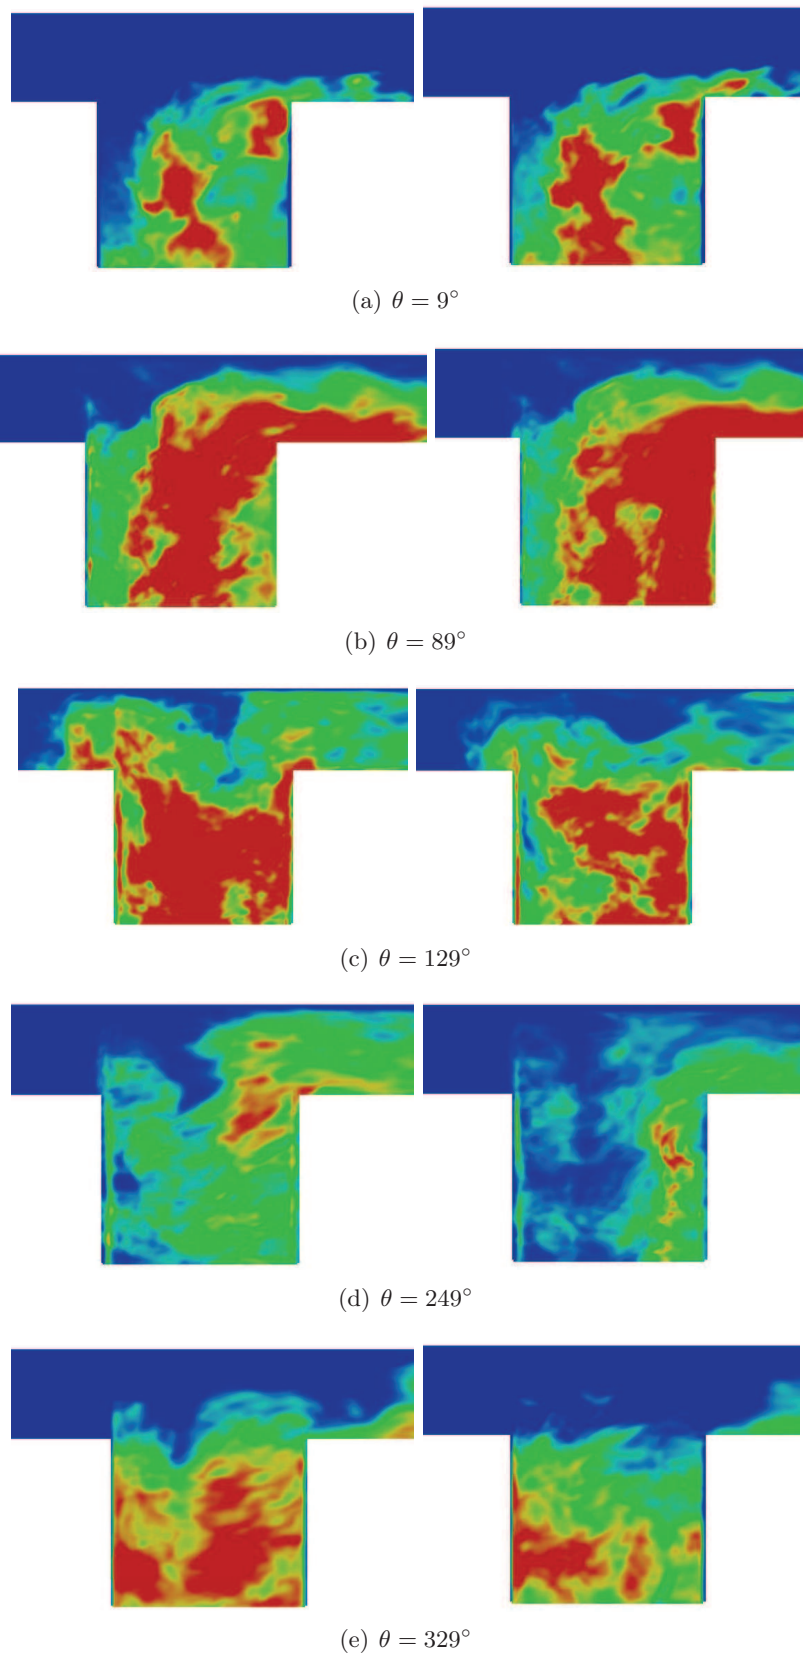 (a) θ = 9°
(b) θ = 89°
(c) θ = 129°
(d) θ = 249°
(e) θ = 329°